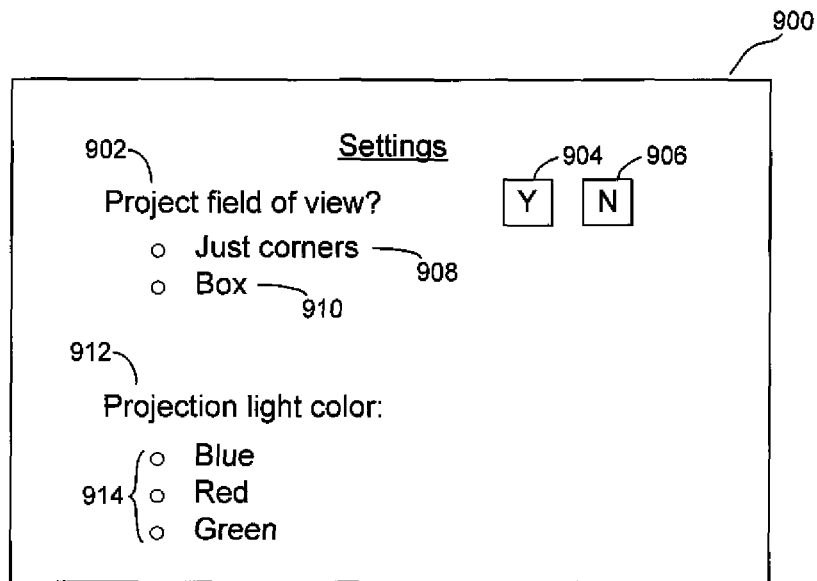 900
Settings
902
904
906
Project field of view?
Y
N
Just corners
908
Box
910
912
Projection light color:
Blue
914
Red
Green